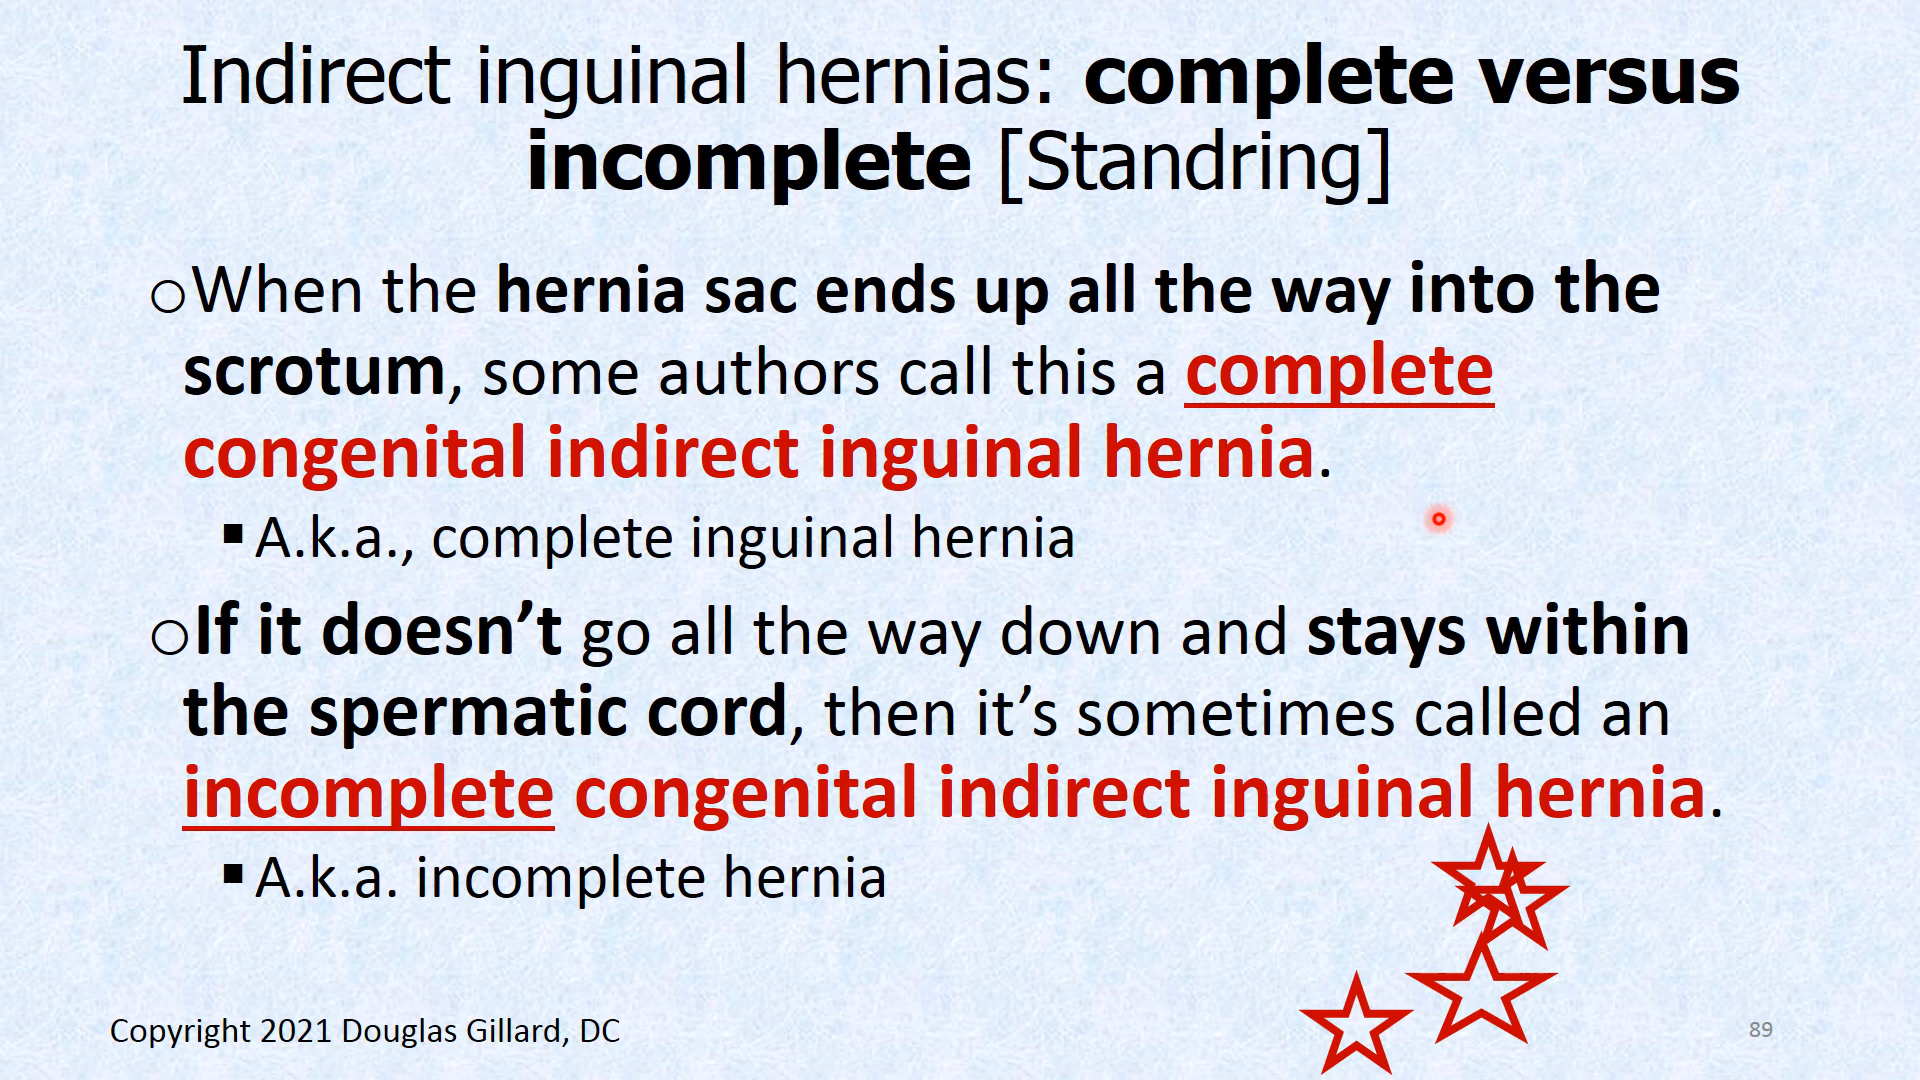 Indirect inguinal hernias: complete versus
incomplete [Standring]
oWhen the hernia sac ends up all the way into the
scrotum, some authors call this a complete
congenital indirect inguinal hernia.
▪A.k.a., complete inguinal hernia
oIf it doesn’t go all the way down and stays within
the spermatic cord, then it’s sometimes called an
incomplete congenital indirect inguinal hernia.
▪A.k.a. incomplete hernia
Copyright 2021 Douglas Gillard, DC
89